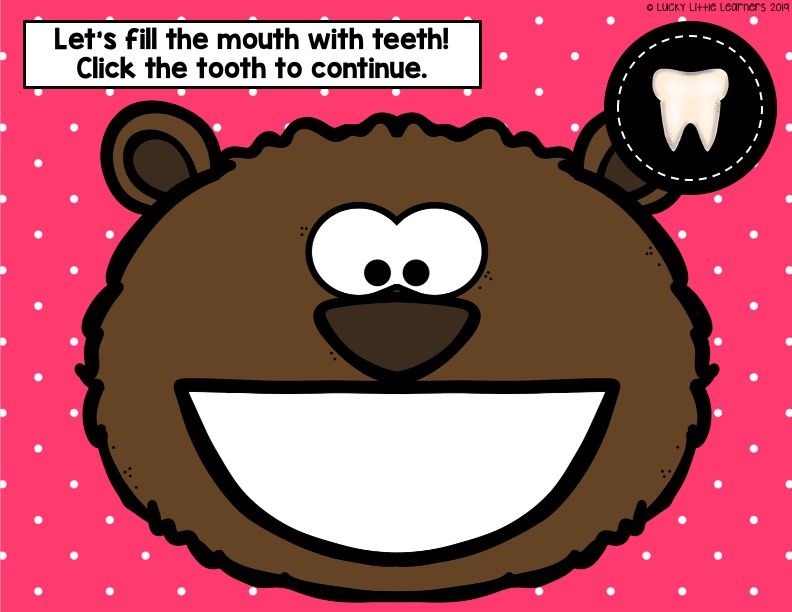 © Lucky Little Learners 2019
Let's fill the mouth with teeth!
Click the tooth to continue.